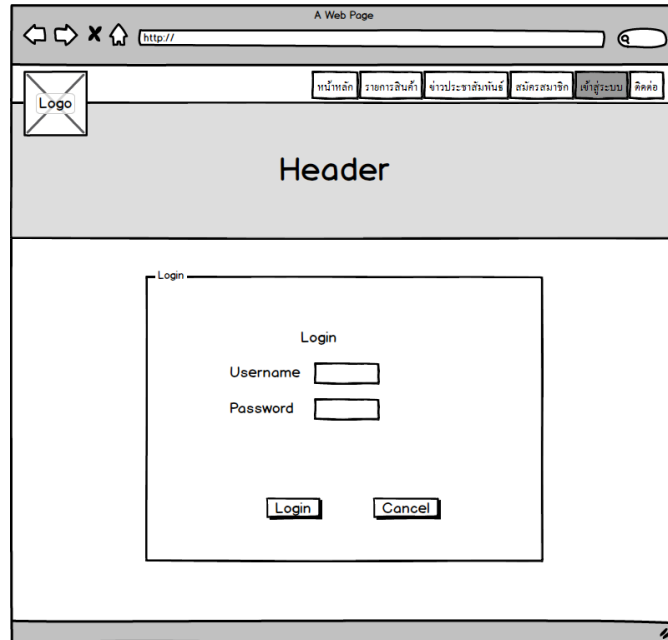 A Web Page
http://
Logo
หน้าหลัก รายการสินค้า ข่าวประชาสัมพันธ์ สมัครสมาชิก เข้าสู่ระบบ ติดต่อ
Header
Login
Login
Username
Password
Login Cancel